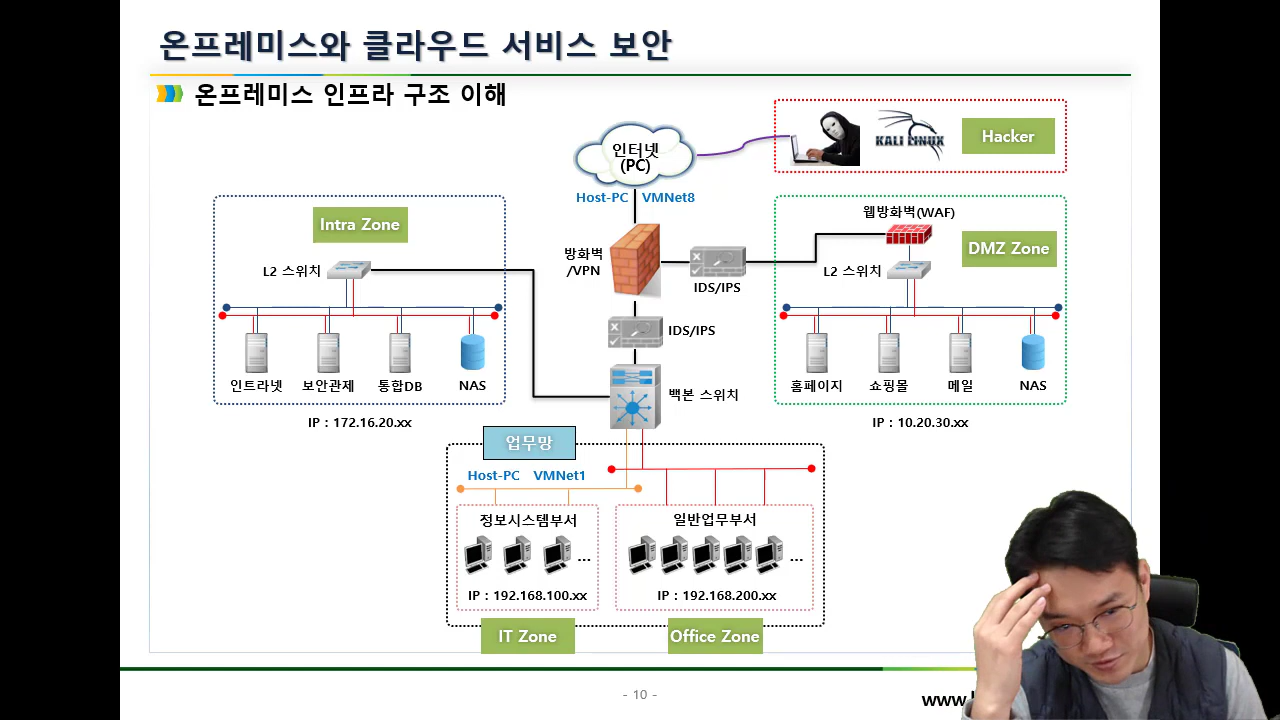 온프레미스와 클라우드 서비스 보안
온프레미스 인프라 구조 이해
인터넷
(PC)
KALI LINUX
Hacker
Host-PC VMNet8
Intra Zone
방화벽
/VPN
IDS/IPS
웹방화벽(WAF)
DMZ Zone
L2 스위치
L2 스위치
IDS/IPS
인트라넷 보안관제 통합DB NAS
백본 스위치
홈페이지 쇼핑몰 메일 NAS
IP : 172.16.20.xx
IP : 10.20.30.xx
업무망
Host-PC VMNet1
정보시스템부서
일반업무부서
...
...
IP : 192.168.100.xx
IP : 192.168.200.xx
IT Zone
Office Zone
- 10 -
www.